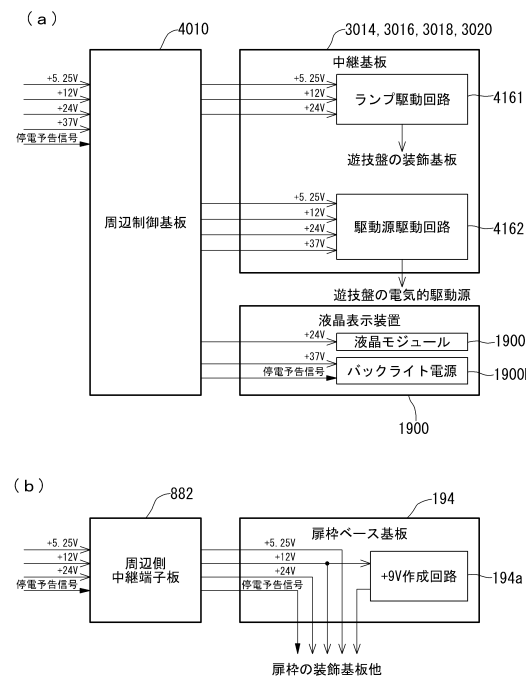 (a)
4010
3014, 3016, 3018, 3020
中継基板
+5.25V
+12V
+24V
+37V
停電予告信号
+5.25V
+12V
+24V
ランプ駆動回路
4161
遊技盤の装飾基板
周辺制御基板
+5.25V
+12V
+24V
+37V
駆動源駆動回路
4162
遊技盤の電気的駆動源
液晶表示装置
+24V
液晶モジュール
1900
+37V
停電予告信号
バックライト電源
1900
1900
(b)
882
194
扉枠ベース基板
+5.25V
+12V
+24V
停電予告信号
周辺側
中継端子板
+5.25V
+12V
+24V
停電予告信号
+9V作成回路
194a
扉枠の装飾基板他